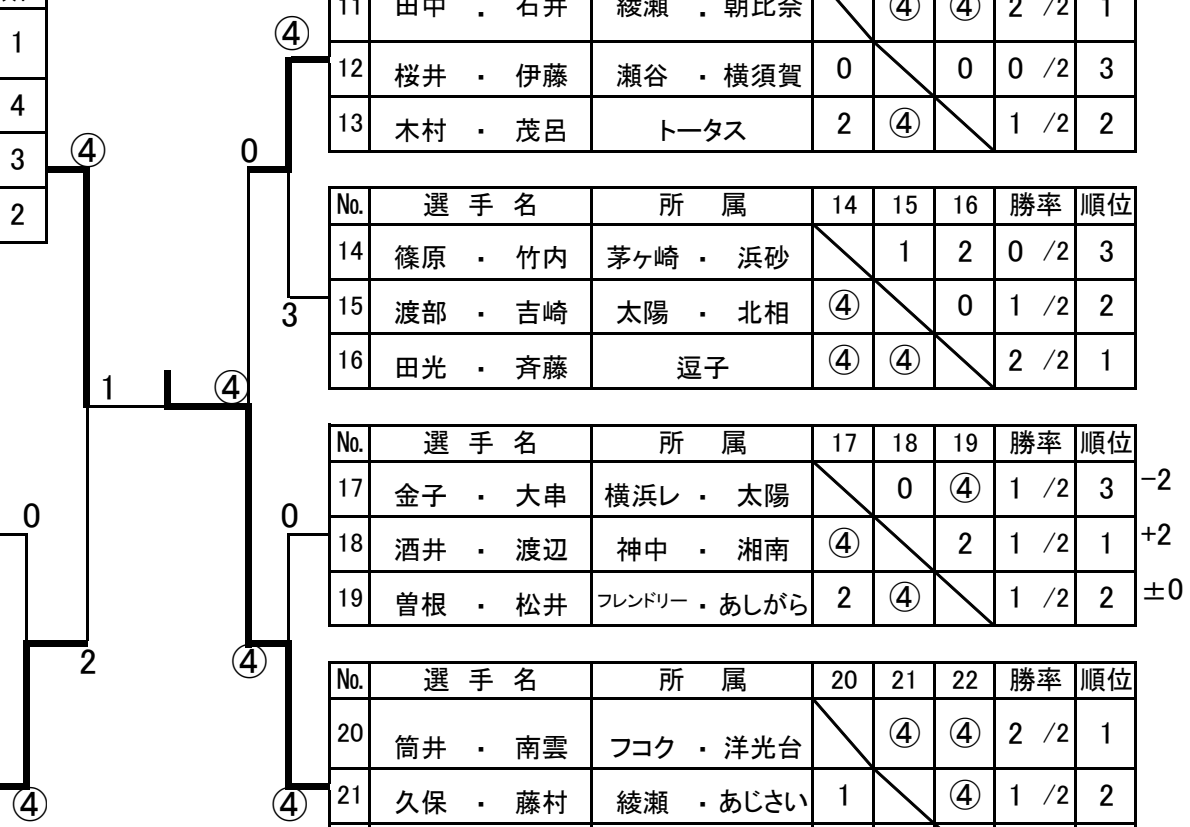 11 田中 ・ 石井 綾瀬 ・ 朝比奈 ④ ④ 2 /2 1
1
④
12 桜井 ・ 伊藤 瀬谷 ・ 横須賀 0 0 0 /2 3
4
13 木村 ・ 茂呂 トータス 2 ④ 1 /2 2
3 ④ 0
2
No. 選 手 名 所 属 14 15 16 勝率 順位
14 篠原 ・ 竹内 茅ヶ崎 ・ 浜砂 1 2 0 /2 3
3
15 渡部 ・ 吉崎 太陽 ・ 北相 ④ 0 1 /2 2
16 田光 ・ 斉藤 逗子 ④ ④ 2 /2 1
1 ④
No. 選 手 名 所 属 17 18 19 勝率 順位
17 金子 ・ 大串 横浜レ ・ 太陽 0 ④ 1 /2 3 -2
0 0
18 酒井 ・ 渡辺 神中 ・ 湘南 ④ 2 1 /2 1 +2
19 曽根 ・ 松井 フレンドリー ・ あしがら 2 ④ 1 /2 2 ±0
2 ④
No. 選 手 名 所 属 20 21 22 勝率 順位
20 筒井 ・ 南雲 フコク ・ 洋光台 ④ ④ 2 /2 1
21 久保 ・ 藤村 綾瀬 ・ あじさい 1 ④ 1 /2 2
④ ④